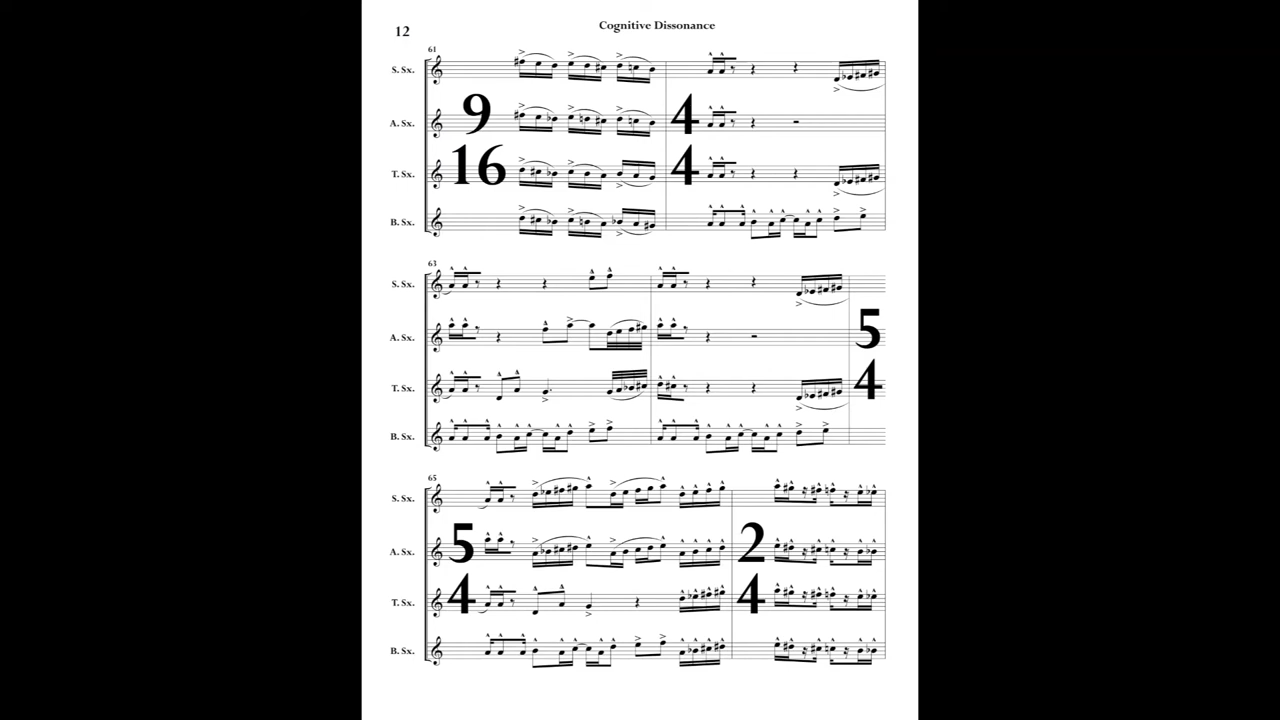 Cognitive Dissonance
12
61
S. Sx.
A. Sx.
T. Sx.
B. Sx.
9 4
16 4
63
S. Sx.
A. Sx.
T. Sx.
B. Sx.
5
4
65
S. Sx.
A. Sx.
T. Sx.
B. Sx.
5 2
4 4